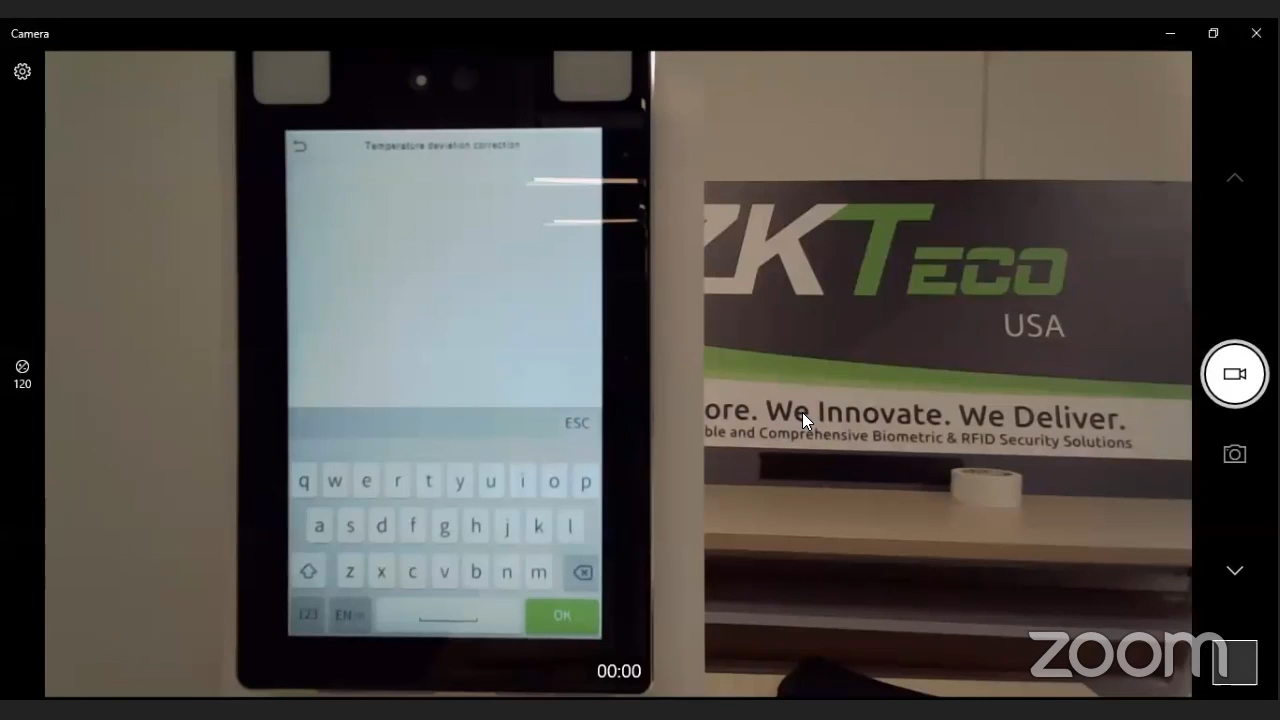 Camera
Temperature deviation correction
ZKTECO
USA
ore. We Innovate. We Deliver.
ble and Comprehensive Biometric & RFID Security Solutions
ESC
q w e r t y u i o p
a s d f g h j k l
z x c v b n m
123 EN OK
120
00:00
zoom